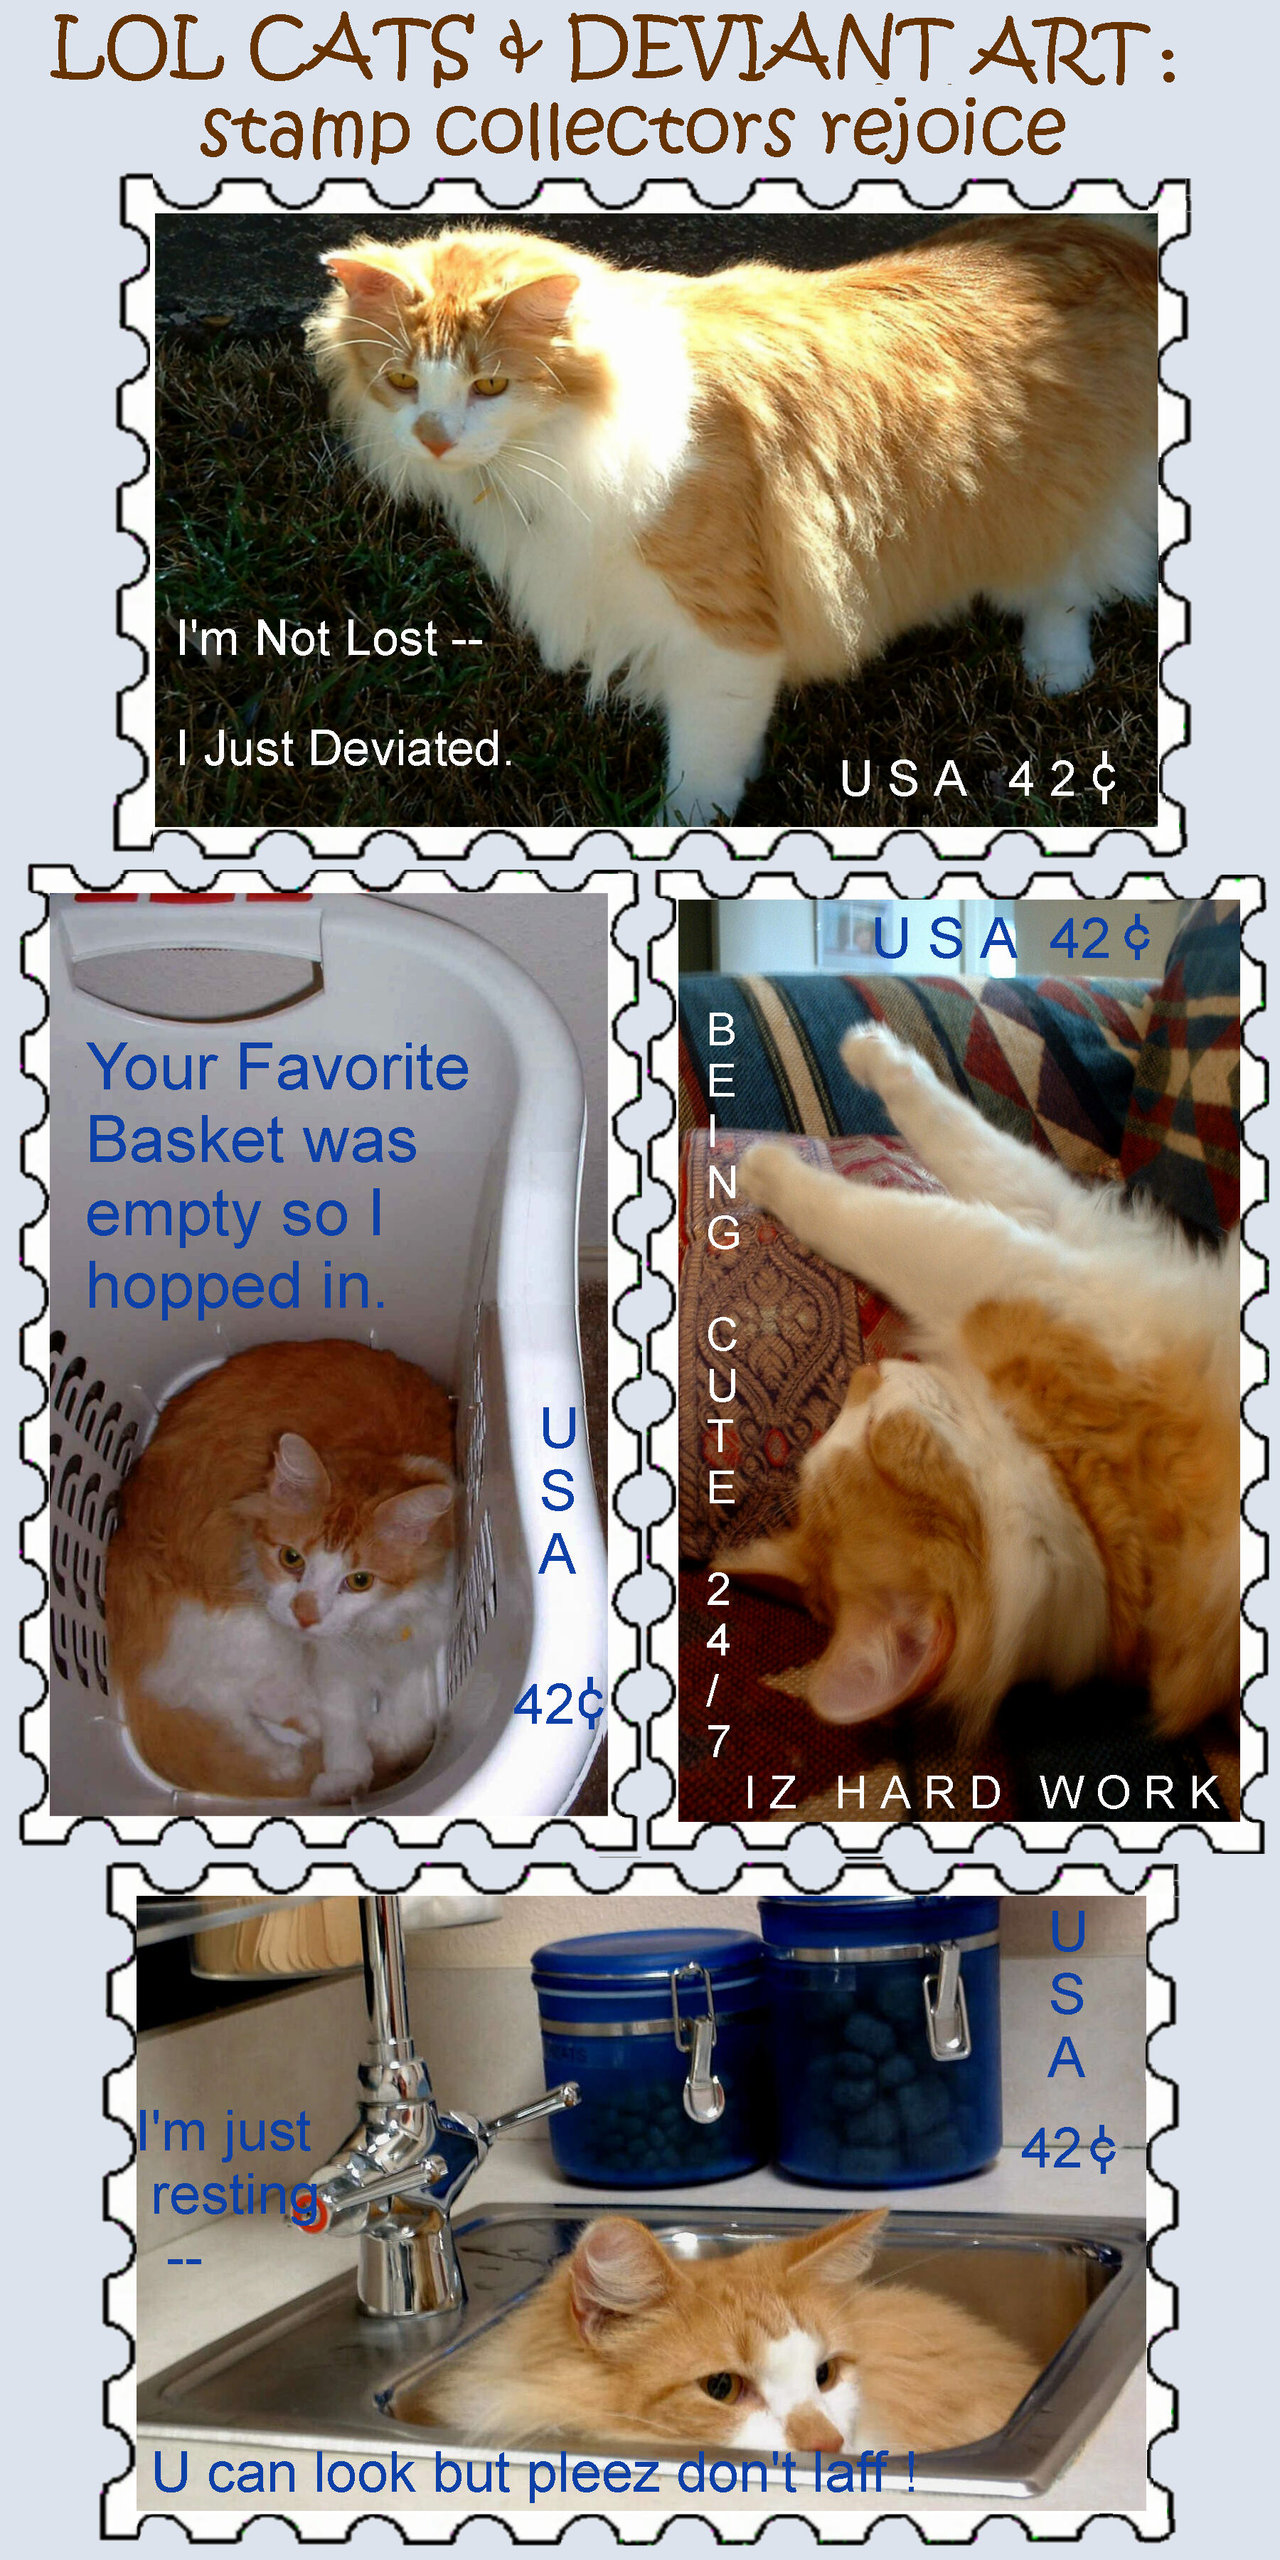 LOL CATS & DEVIANT ART:
stamp collectors rejoice
I'm Not Lost --
I Just Deviated.
USA 42¢
Your Favorite
Basket was
empty so I
hopped in.
USA
42¢
USA 42¢
BEING CUTE 24/7
IZ HARD WORK
USA
42¢
I'm just
resting
--
U can look but pleez don't laff !